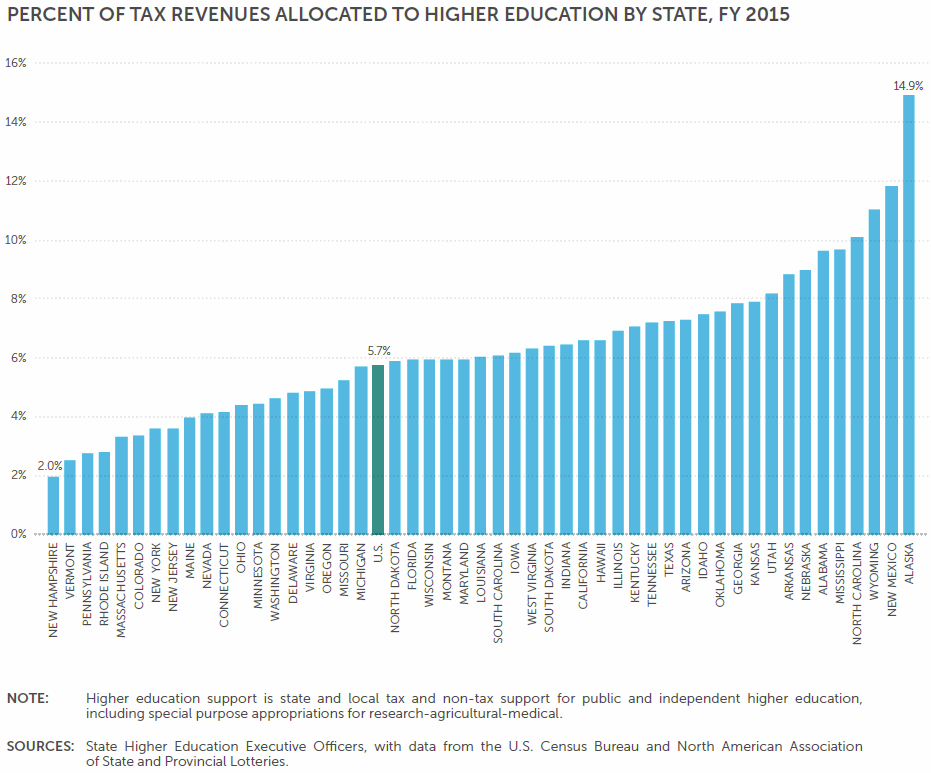 PERCENT OF TAX REVENUES ALLOCATED TO HIGHER EDUCATION BY STATE, FY 2015
16%
14%
12%
10%
8%
6%
4%
2%
0%
2.0%
5.7%
14.9%
NEW HAMPSHIRE
VERMONT
PENNSYLVANIA
RHODE ISLAND
MASSACHUSETTS
COLORADO
NEW YORK
NEW JERSEY
MAINE
NEVADA
CONNECTICUT
OHIO
MINNESOTA
WASHINGTON
DELAWARE
VIRGINIA
OREGON
MISSOURI
MICHIGAN
U.S.
NORTH DAKOTA
FLORIDA
WISCONSIN
MONTANA
MARYLAND
LOUISIANA
SOUTH CAROLINA
IOWA
WEST VIRGINIA
SOUTH DAKOTA
INDIANA
CALIFORNIA
HAWAII
ILLINOIS
KENTUCKY
TENNESSEE
TEXAS
ARIZONA
IDAHO
OKLAHOMA
GEORGIA
KANSAS
UTAH
ARKANSAS
NEBRASKA
ALABAMA
MISSISSIPPI
NORTH CAROLINA
WYOMING
NEW MEXICO
ALASKA
NOTE: Higher education support is state and local tax and non-tax support for public and independent higher education,
including special purpose appropriations for research-agricultural-medical.
SOURCES: State Higher Education Executive Officers, with data from the U.S. Census Bureau and North American Association
of State and Provincial Lotteries.